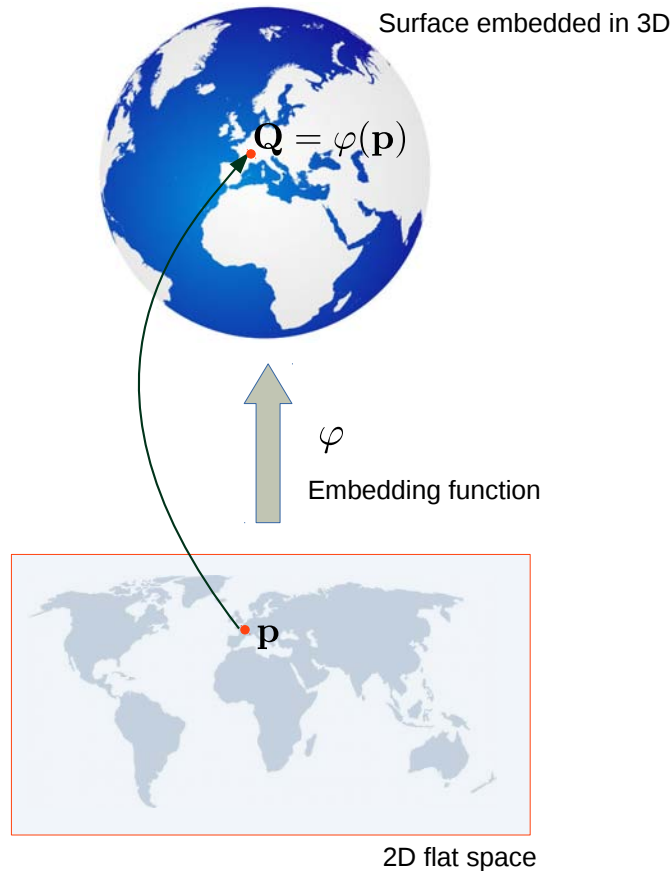 Surface embedded in 3D
Q = φ(p)
φ
Embedding function
p
2D flat space